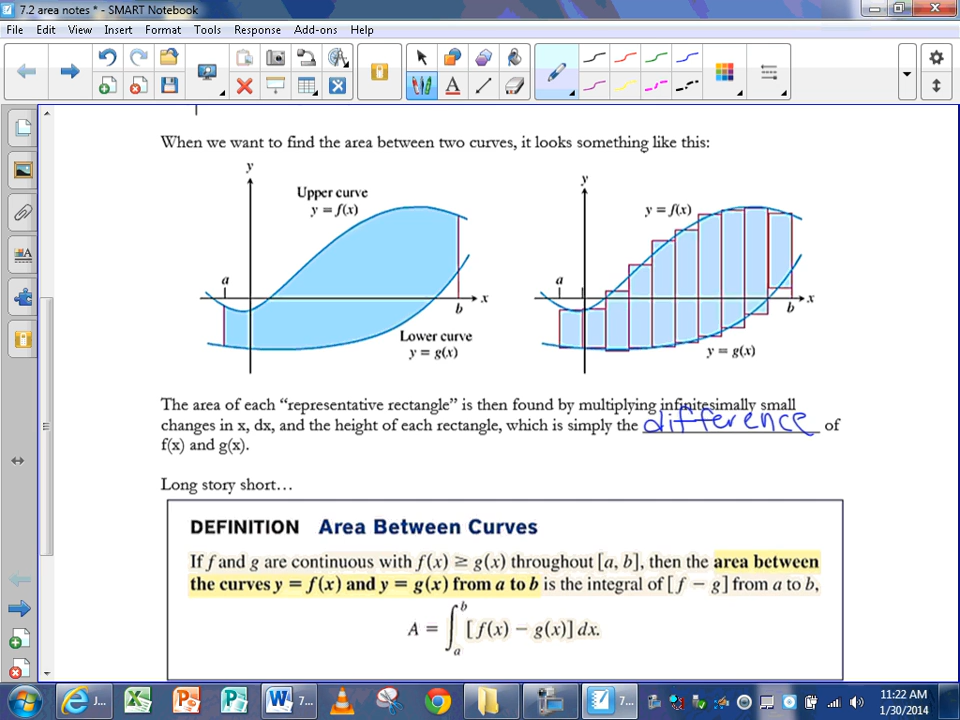 7.2 area notes * - SMART Notebook
File Edit View Insert Format Tools Response Add-ons Help
When we want to find the area between two curves, it looks something like this:
y
Upper curve
y = f(x)
a
x
b
Lower curve
y = g(x)
y
y = f(x)
a
x
b
y = g(x)
The area of each “representative rectangle” is then found by multiplying infinitesimally small
changes in x, dx, and the height of each rectangle, which is simply the difference of
f(x) and g(x).
Long story short…
DEFINITION Area Between Curves
If f and g are continuous with f(x) ≥ g(x) throughout [a, b], then the area between
the curves y = f(x) and y = g(x) from a to b is the integral of [f − g] from a to b,
A = ∫ₐᵇ [f(x) − g(x)] dx.
J... 7... 7...
11:22 AM
1/30/2014